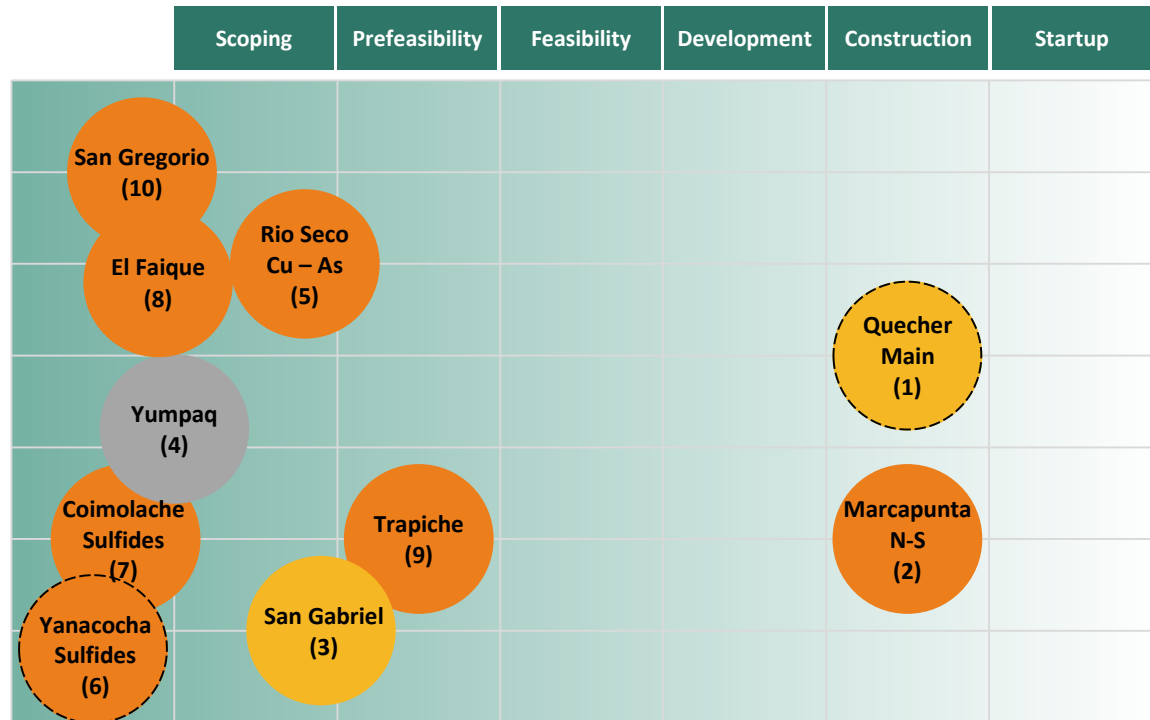 Scoping
Prefeasibility
Feasibility
Development
Construction
Startup
San Gregorio
(10)
El Faique
(8)
Rio Seco
Cu – As
(5)
Quecher
Main
(1)
Yumpaq
(4)
Coimolache
Sulfides
(7)
Trapiche
(9)
Marcapunta
N-S
(2)
San Gabriel
(3)
Yanacocha
Sulfides
(6)